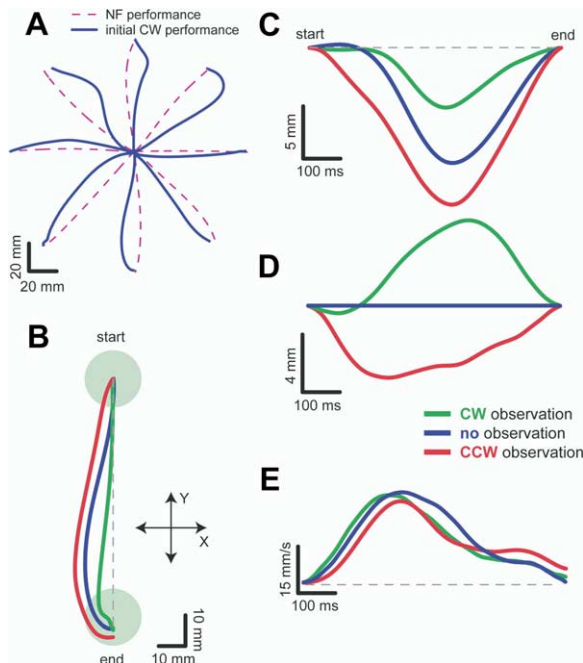 A
NF performance
initial CW performance
20 mm
20 mm
B
start
Y
X
end
10 mm
10 mm
C
start
end
5 mm
100 ms
D
4 mm
100 ms
CW observation
no observation
CCW observation
E
15 mm/s
100 ms